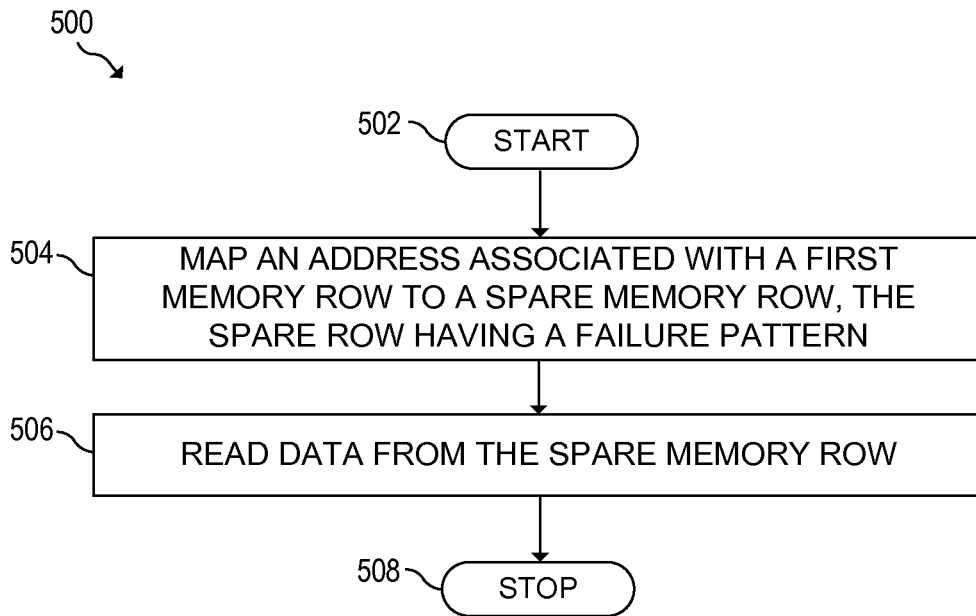 500
502
START
504
MAP AN ADDRESS ASSOCIATED WITH A FIRST
MEMORY ROW TO A SPARE MEMORY ROW, THE
SPARE ROW HAVING A FAILURE PATTERN
506
READ DATA FROM THE SPARE MEMORY ROW
508
STOP